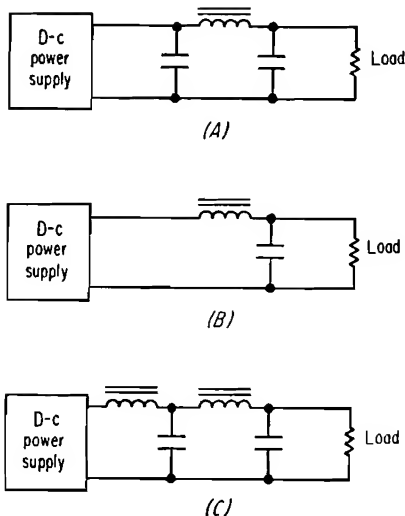 D-c
power
supply
Load
(A)
D-c
power
supply
Load
(B)
D-c
power
supply
Load
(C)